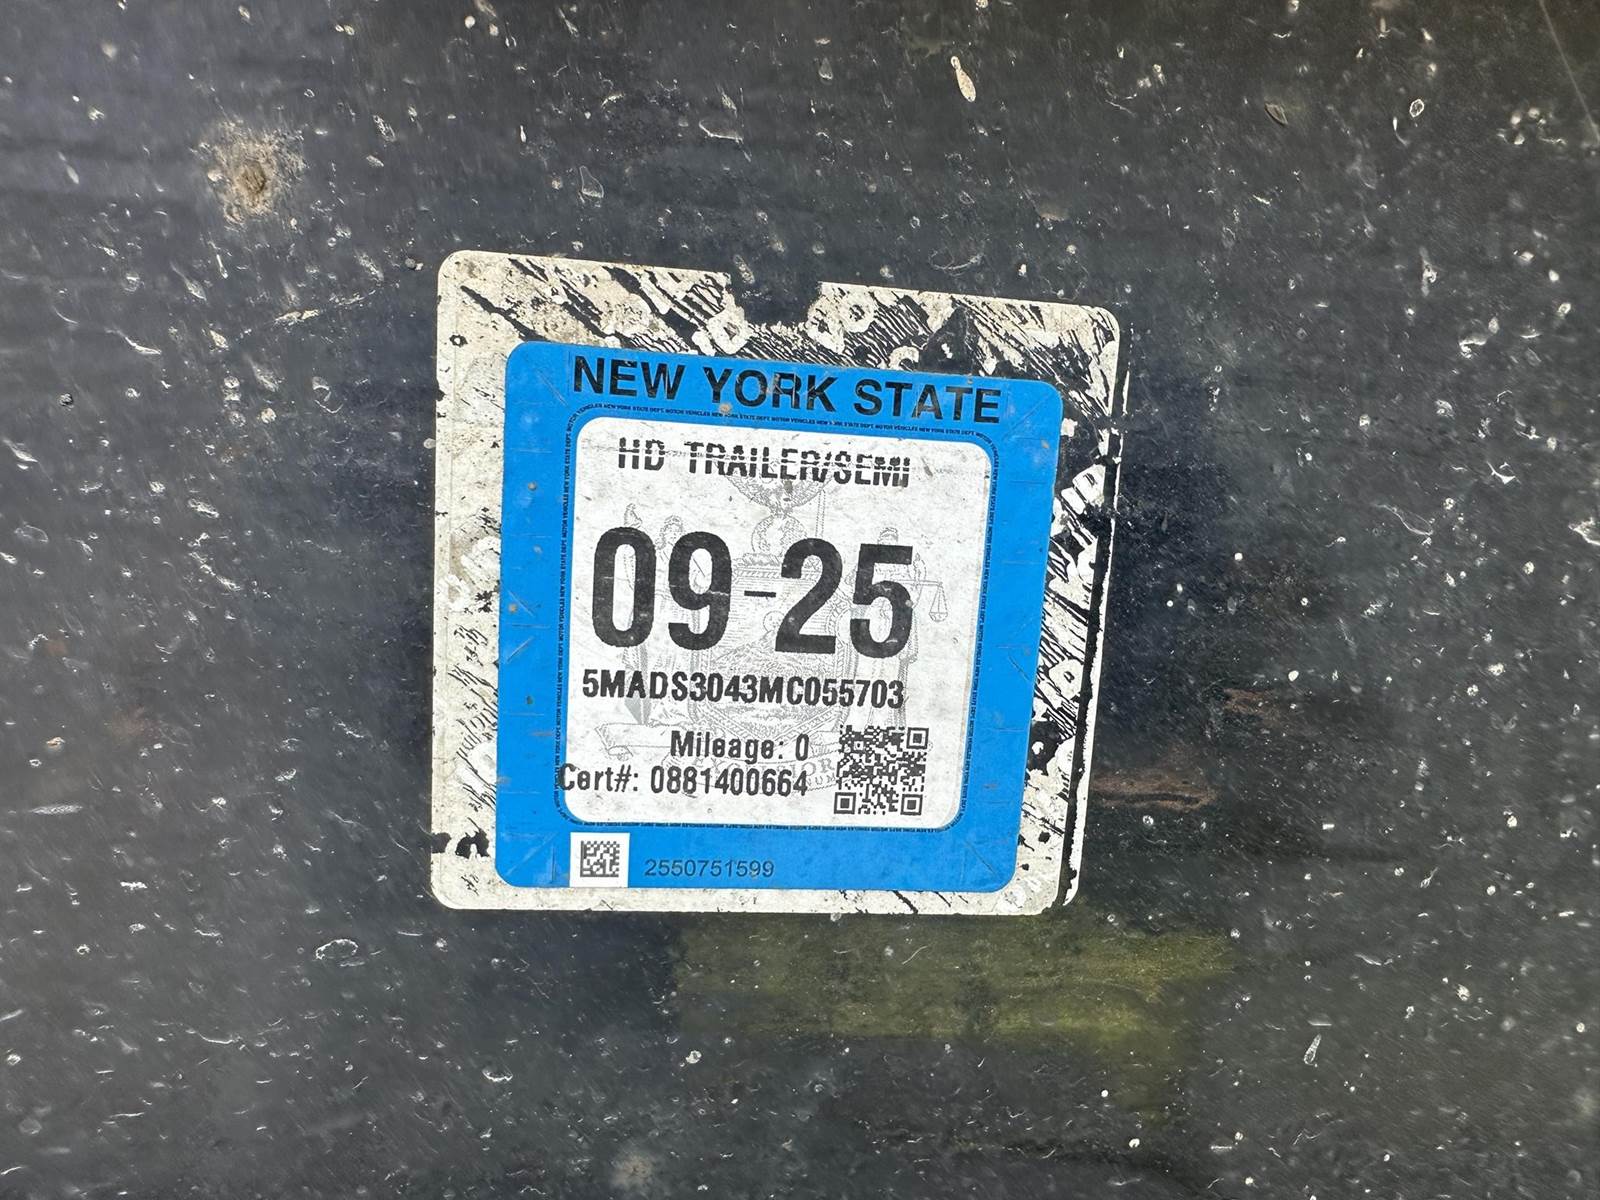 NEW YORK STATE
HD TRAILER/SEMI
09-25
5MADS3043MC055703
Mileage: 0
Cert#: 0881400664
2550751599